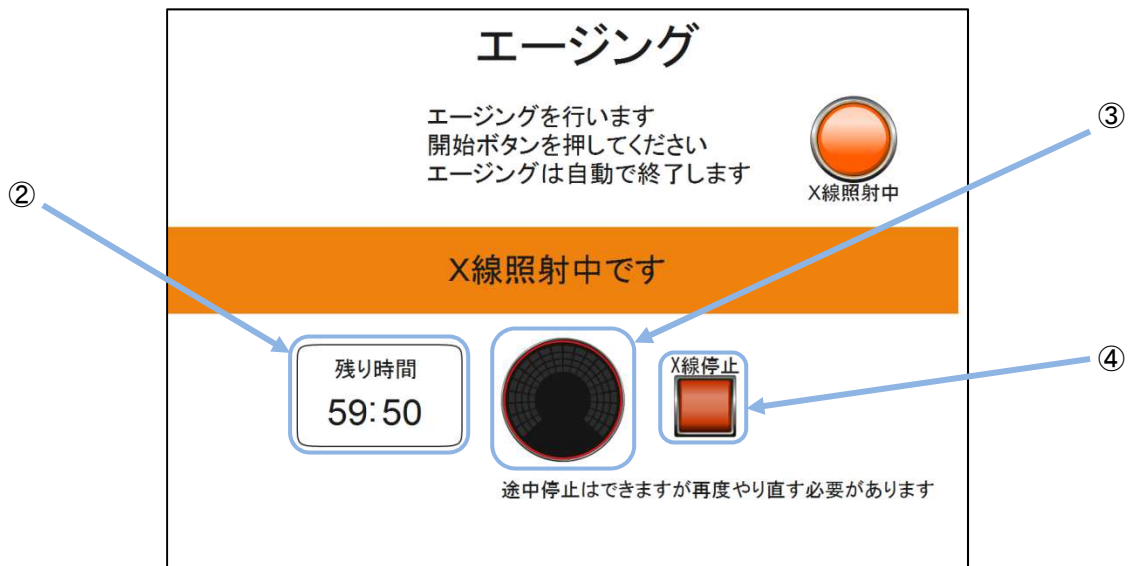 エージング
エージングを行います
開始ボタンを押してください
エージングは自動で終了します
X線照射中
③
②
X線照射中です
残り時間
59:50
X線停止
④
途中停止はできますが再度やり直す必要があります